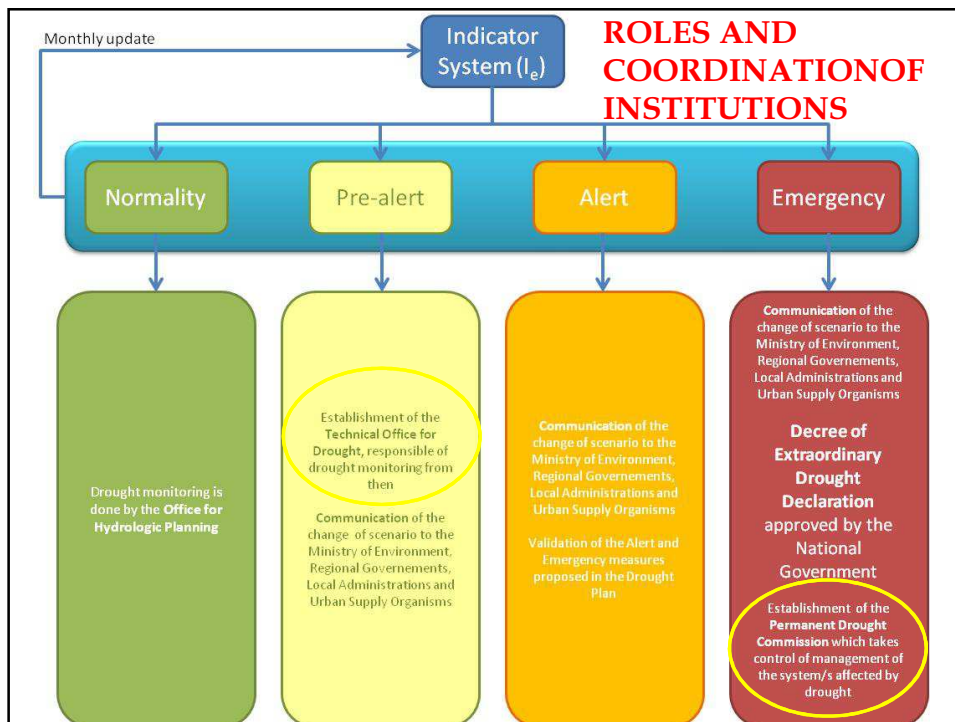 Monthly update
Indicator
System (Ie)
ROLES AND
COORDINATIONOF
INSTITUTIONS
Normality
Pre-alert
Alert
Emergency
Drought monitoring is
done by the Office for
Hydrologic Planning
Establishment of the
Technical Office for
Drought, responsible of
drought monitoring from
then
Communication of the
change of scenario to the
Ministry of Environment,
Regional Governements,
Local Administrations and
Urban Supply Organisms
Communication of the
change of scenario to the
Ministry of Environment,
Regional Governements,
Local Administrations and
Urban Supply Organisms
Validation of the Alert and
Emergency measures
proposed in the Drought
Plan
Communication of the
change of scenario to the
Ministry of Environment,
Regional Governements,
Local Administrations and
Urban Supply Organisms
Decree of
Extraordinary
Drought
Declaration
approved by the
National
Government
Establishment of the
Permanent Drought
Commission which takes
control of management of
the system/s affected by
drought